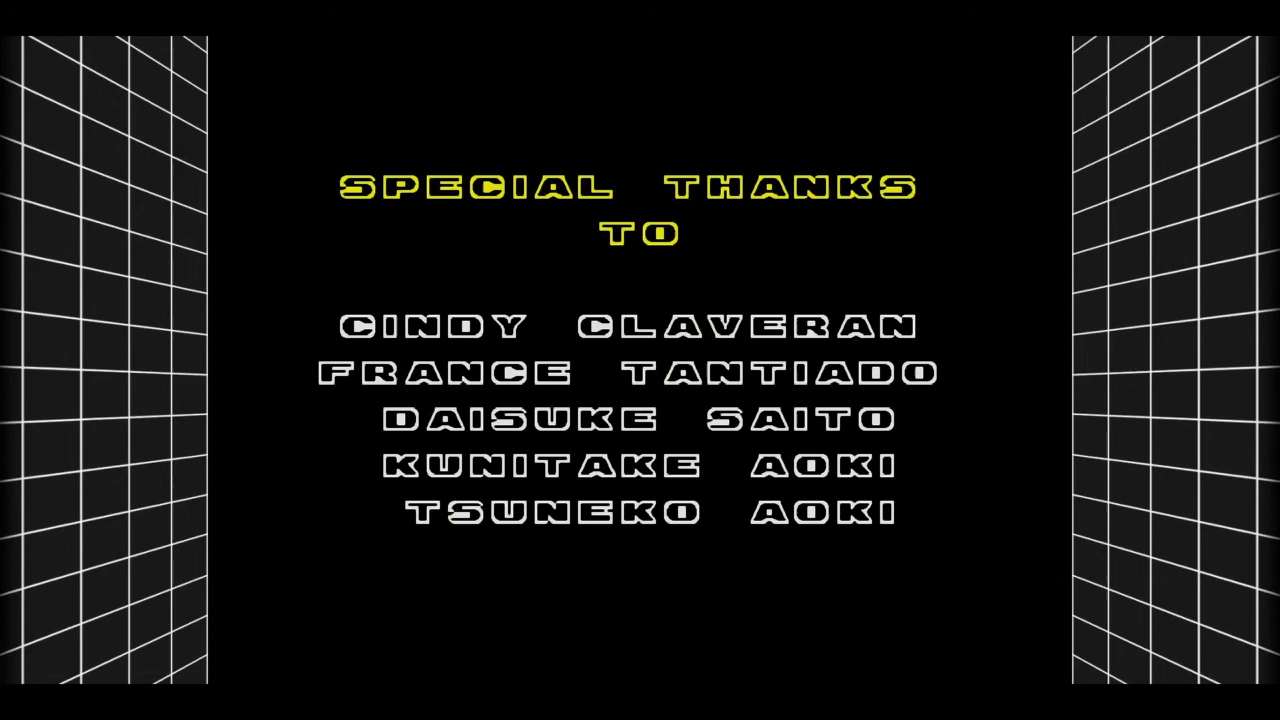 SPECIAL THANKS
TO
CINDY CLAVERAN
FRANCE TANTIADO
DAISUKE SAITO
KUNITAKE AOKI
TSUNEKO AOKI